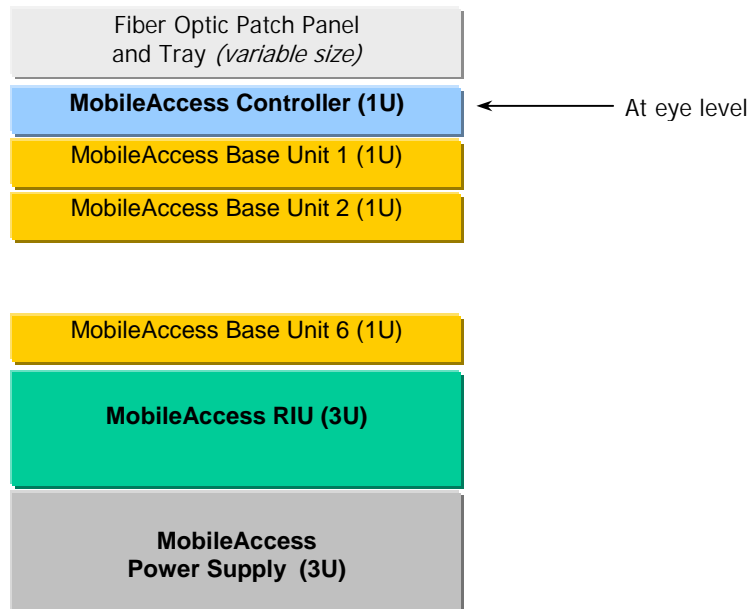 Fiber Optic Patch Panel
and Tray (variable size)
MobileAccess Controller (1U)
At eye level
MobileAccess Base Unit 1 (1U)
MobileAccess Base Unit 2 (1U)
MobileAccess Base Unit 6 (1U)
MobileAccess RIU (3U)
MobileAccess
Power Supply  (3U)